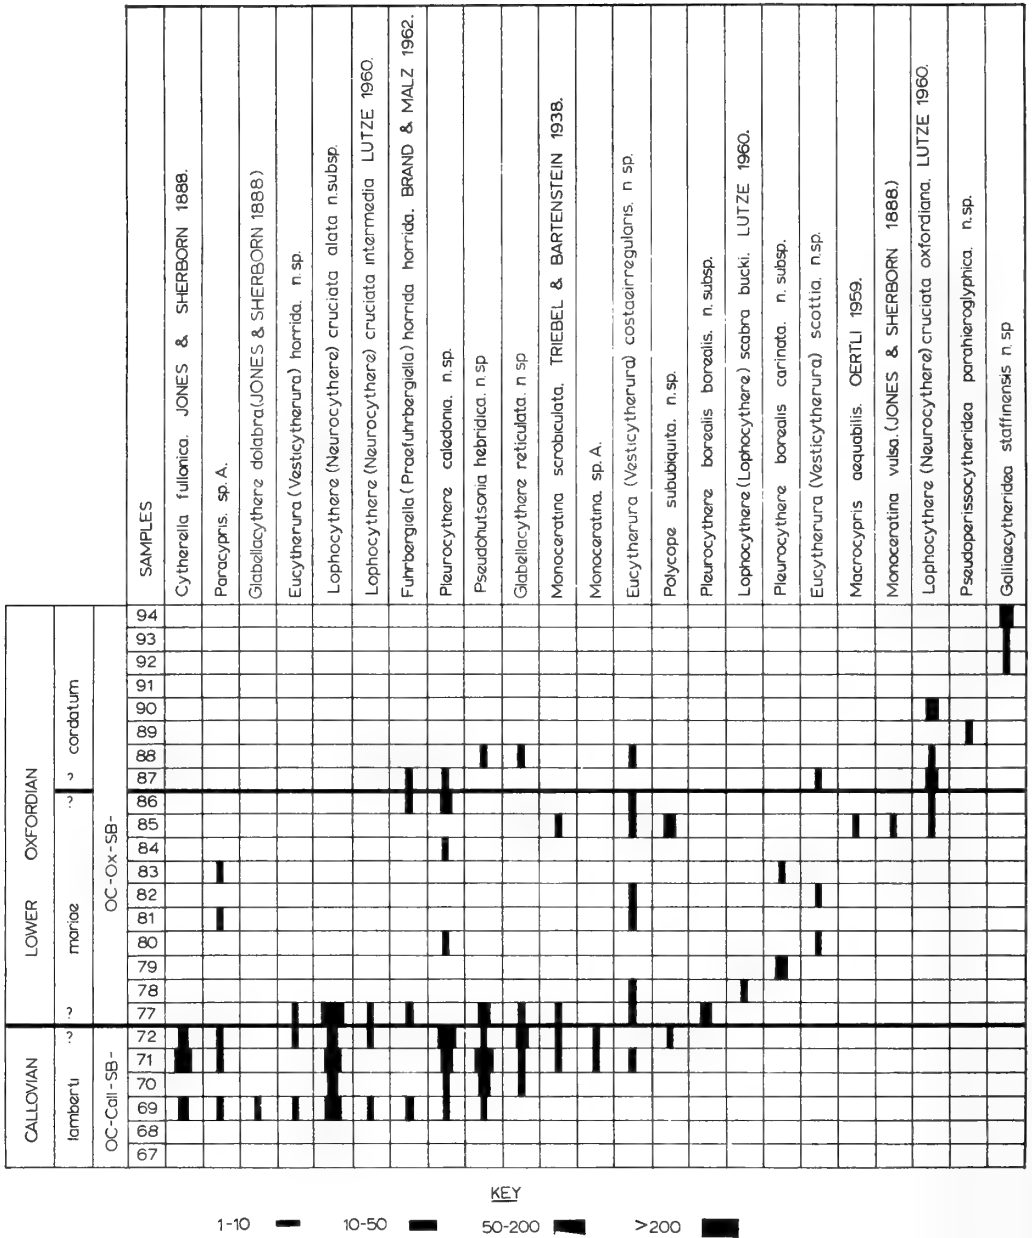 SAMPLES
Cytherella fullonica. JONES & SHERBORN 1888.
Paracypris. sp. A.
Glabellacythere dolabra (JONES & SHERBORN 1888)
Eucytherura (Vesticytherura) horrida. n.sp.
Lophocythere (Neurocythere) cruciata alata n.subsp.
Lophocythere (Neurocythere) cruciata intermedia LUTZE 1960.
Fuhrbergiella (Praefuhrbergiella) horrida horrida. BRAND & MALZ 1962.
Pleurocythere caledonia. n.sp.
Pseudohutsonia hebridica. n.sp
Glabellacythere reticulata. n sp
Monoceratina scrobiculata. TRIEBEL & BARTENSTEIN 1938.
Monoceratina. sp. A.
Eucytherura (Vesticytherura) costaeirregularis. n sp.
Polycope sububiquita. n.sp.
Pleurocythere borealis borealis. n. subsp.
Lophocythere (Lophocythere) scabra bucki. LUTZE 1960.
Pleurocythere borealis carinata. n. subsp.
Eucytherura (Vesticytherura) scottia. n.sp.
Macrocypris aequabilis. OERTLI 1959.
Monoceratina vulsa. (JONES & SHERBORN 1888.)
Lophocythere (Neurocythere) cruciata oxfordiana. LUTZE 1960.
Pseudoperissocytheridea parahieroglyphica. n. sp.
Galliaecytheridea staffinensis n sp
CALLOVIAN
LOWER OXFORDIAN
lamberti ?
? mariae ?
? cordatum
OC-Call-SB-
OC-Ox-SB-
94
93
92
91
90
89
88
87
86
85
84
83
82
81
80
79
78
77
72
71
70
69
68
67
KEY
1-10 10-50 50-200 >200